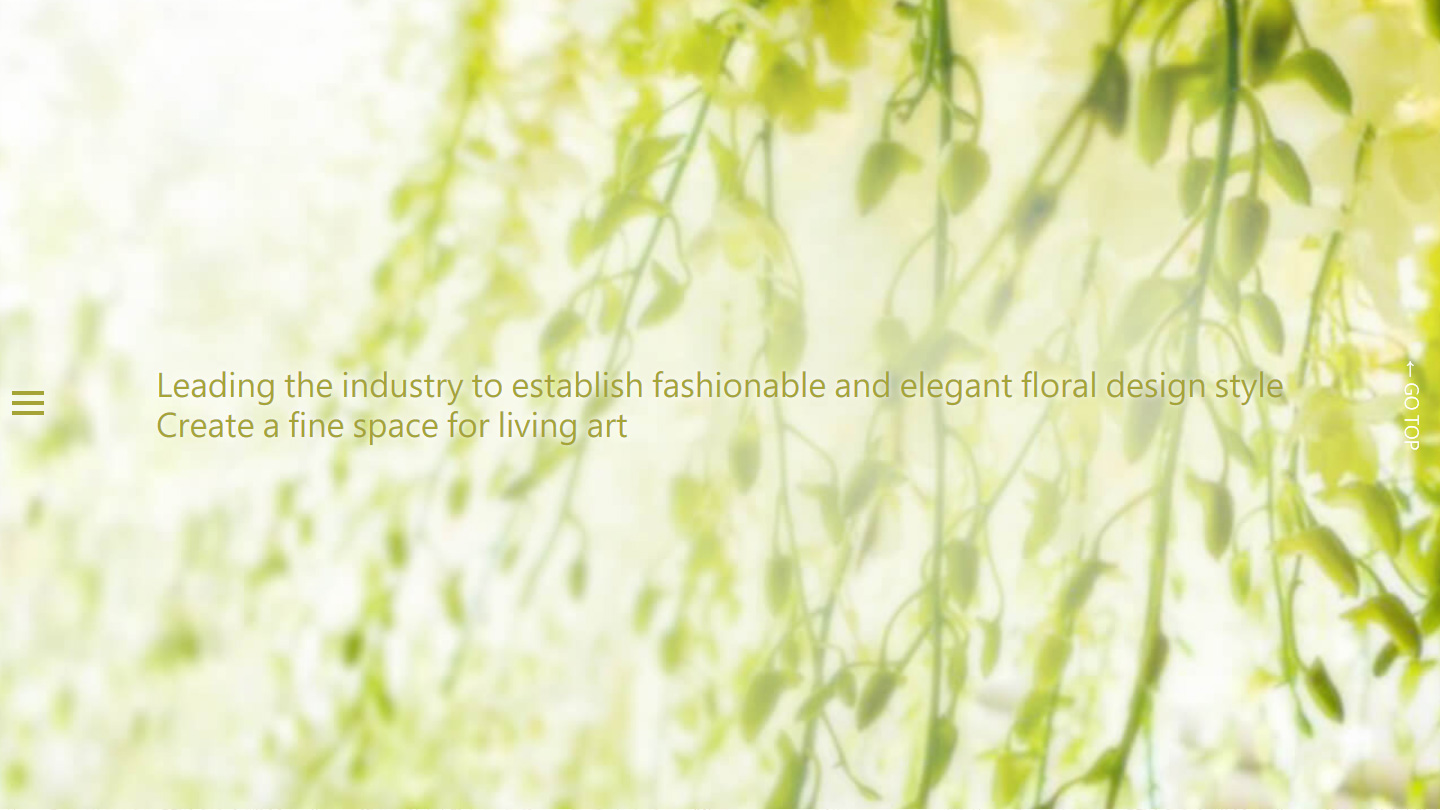 Leading the industry to establish fashionable and elegant floral design style
Create a fine space for living art
← GO TOP